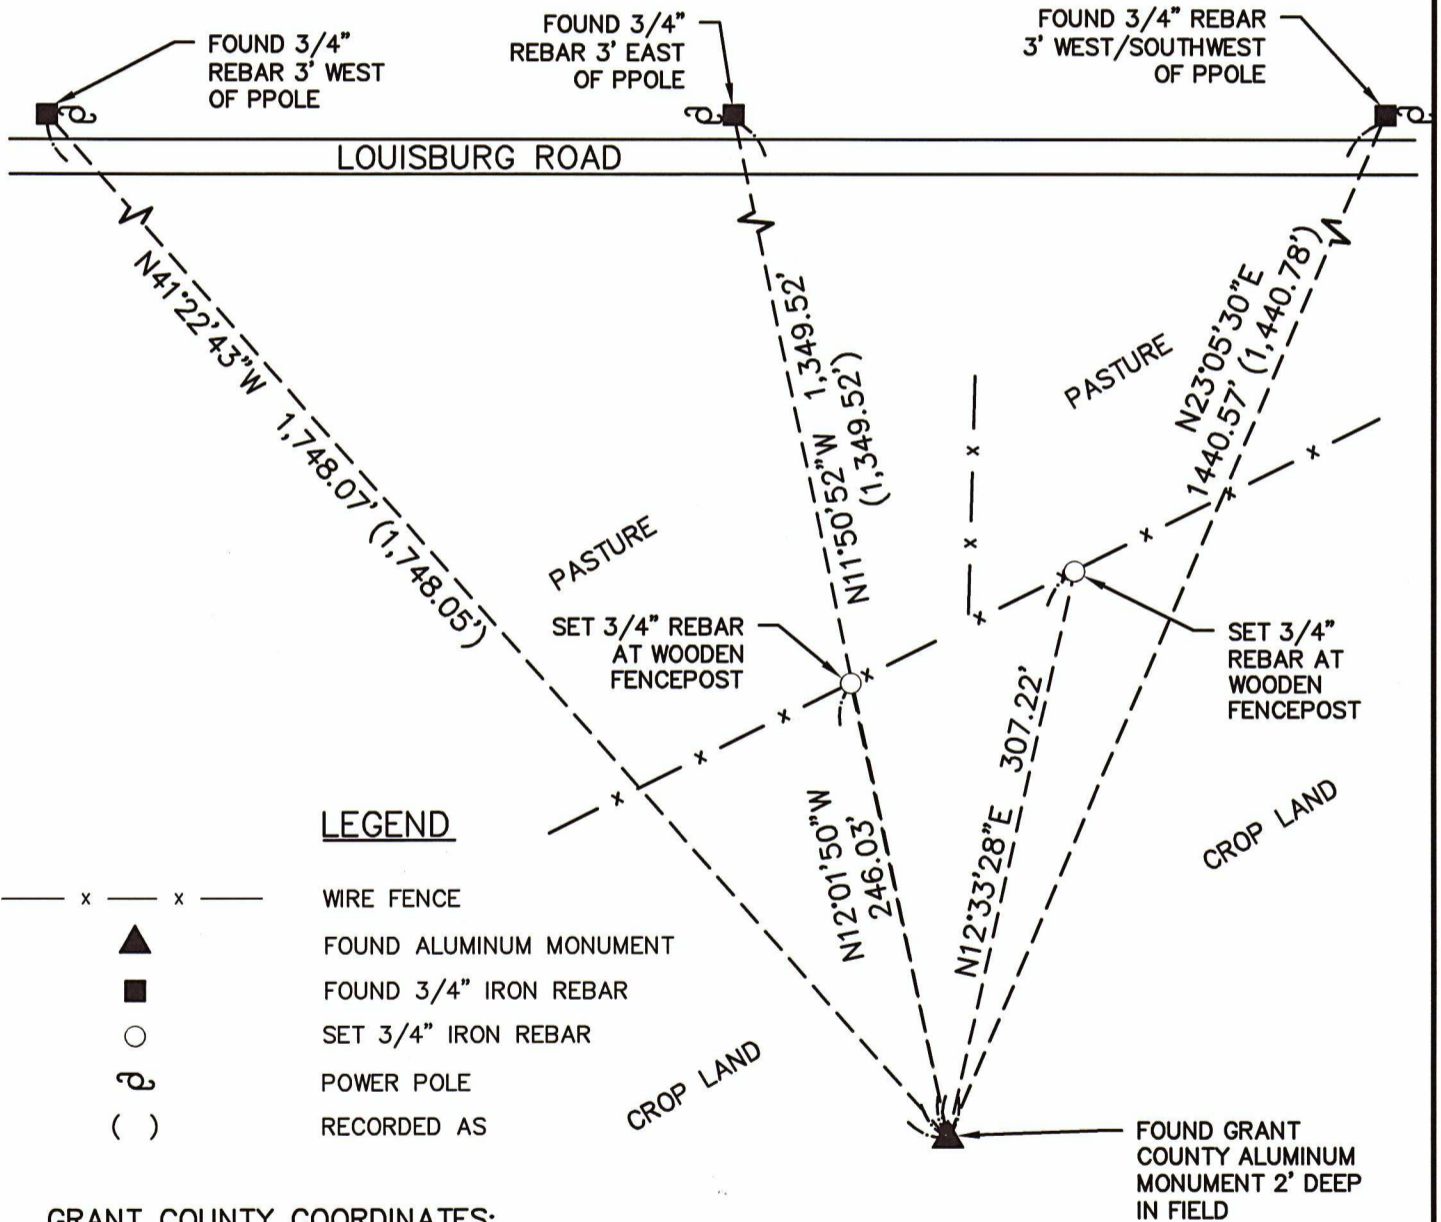 FOUND 3/4"
REBAR 3' WEST
OF PPOLE
FOUND 3/4"
REBAR 3' EAST
OF PPOLE
FOUND 3/4" REBAR
3' WEST/SOUTHWEST
OF PPOLE
LOUISBURG ROAD
N41°22'43"W 1,748.07' (1,748.05')
N11°50'52"W 1,349.52'
(1,349.52')
N23°05'30"E
1440.57' (1,440.78')
PASTURE
PASTURE
SET 3/4" REBAR
AT WOODEN
FENCEPOST
SET 3/4"
REBAR AT
WOODEN
FENCEPOST
N12°01'50"W
246.03'
N12°33'28"E 307.22'
CROP LAND
CROP LAND
LEGEND
x x WIRE FENCE
FOUND ALUMINUM MONUMENT
FOUND 3/4" IRON REBAR
SET 3/4" IRON REBAR
POWER POLE
( ) RECORDED AS
FOUND GRANT
COUNTY ALUMINUM
MONUMENT 2' DEEP
IN FIELD
GRANT COUNTY COORDINATES: